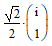 √2/2 · (i
1)